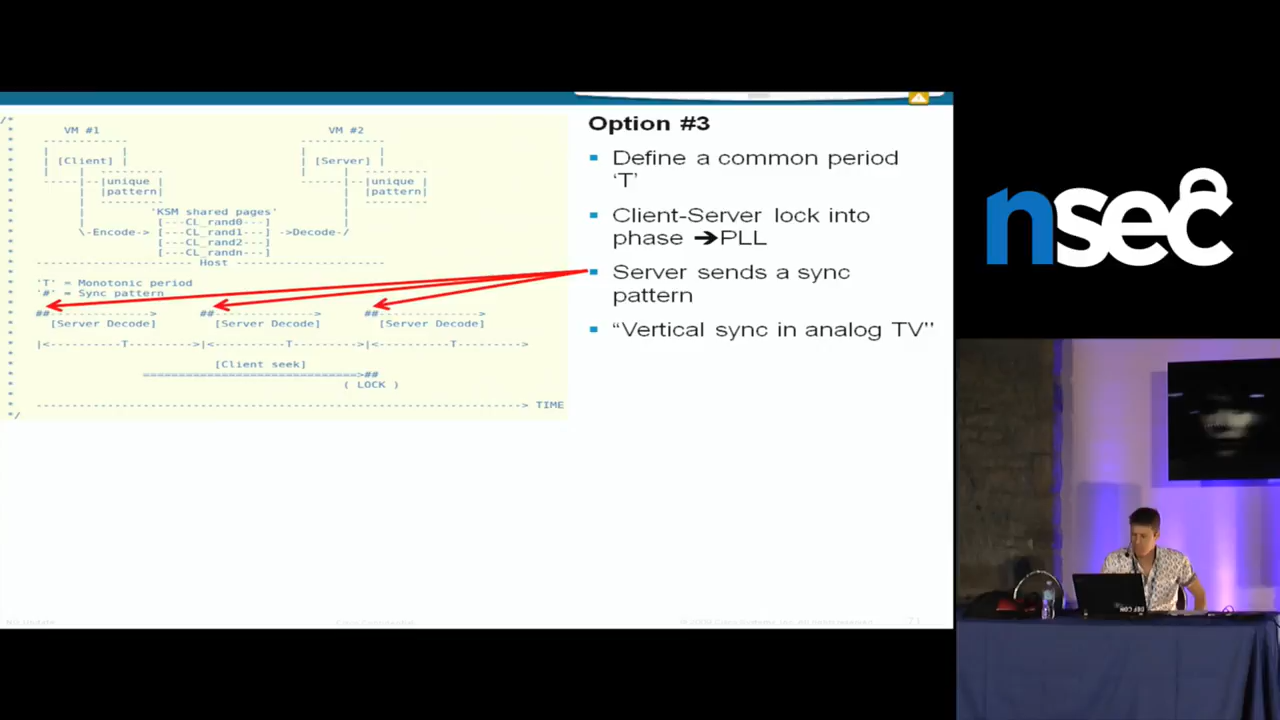 /*
* VM #1 VM #2
* ----------- -----------
* | | | |
* | [Client] | | [Server] |
* | | --------- | | ---------
* -----|--|unique | -----|--|unique |
* | |pattern| | |pattern|
* | --------- | ---------
* | 'KSM shared pages' |
* | [---CL_rand0---] |
* \-Encode-> [---CL_rand1---] ->Decode-/
* [---CL_rand2---]
* [---CL_randn---]
* ---------------------- Host ---------------------
* 'T' = Monotonic period
* '#' = Sync pattern
* ##-------------> ##-------------> ##------------->
* [Server Decode] [Server Decode] [Server Decode]
* |<---------T---------->|<---------T---------->|<---------T---------->
* [Client seek]
* ============================>##
* ( LOCK )
* ----------------------------------------------------> TIME
*/
Option #3
▪ Define a common period
‘T’
▪ Client-Server lock into
phase ➔PLL
▪ Server sends a sync
pattern
▪ “Vertical sync in analog TV”
73
nsec
DEFCON